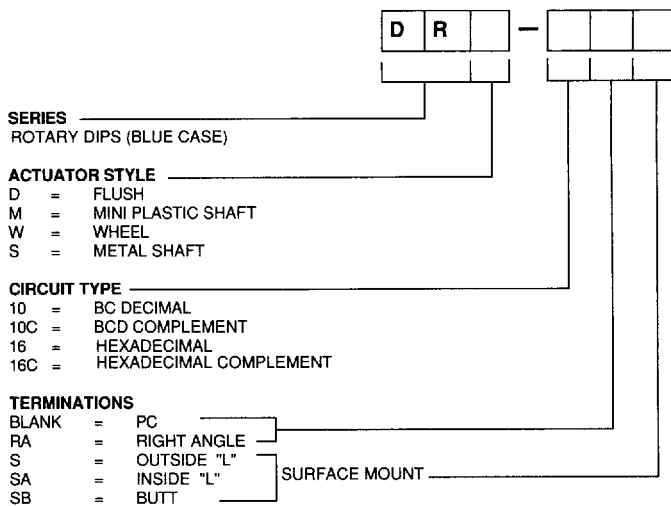 D R —
SERIES
ROTARY DIPS (BLUE CASE)
ACTUATOR STYLE
D = FLUSH
M = MINI PLASTIC SHAFT
W = WHEEL
S = METAL SHAFT
CIRCUIT TYPE
10 = BC DECIMAL
10C = BCD COMPLEMENT
16 = HEXADECIMAL
16C = HEXADECIMAL COMPLEMENT
TERMINATIONS
BLANK = PC
RA = RIGHT ANGLE
S = OUTSIDE "L"
SA = INSIDE "L" SURFACE MOUNT
SB = BUTT